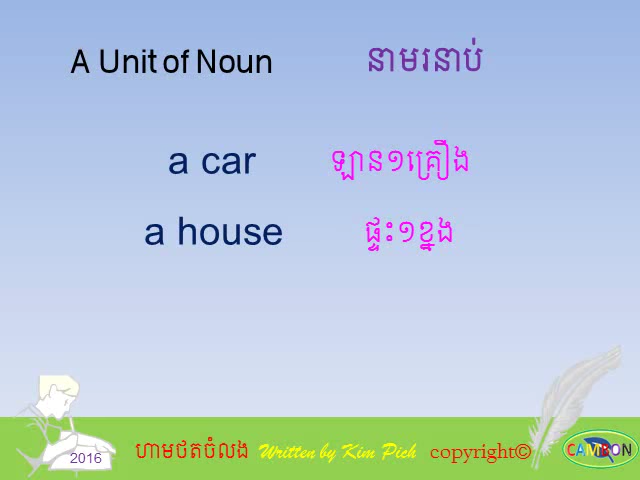 A Unit of Noun នាមរនាប់
a car ឡាន១គ្រឿង
a house ផ្ទះ១ខ្នង
2016 ហាមថតចំលង Written by Kim Pich copyright© CAMBON